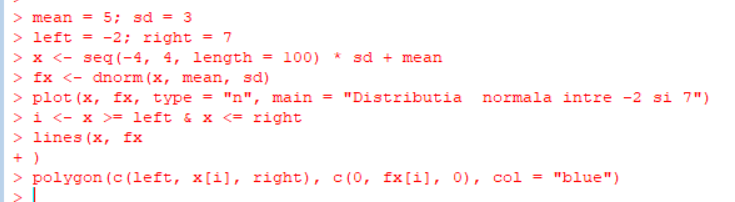 >
> mean = 5; sd = 3
> left = -2; right = 7
> x <- seq(-4, 4, length = 100) * sd + mean
> fx <- dnorm(x, mean, sd)
> plot(x, fx, type = "n", main = "Distributia  normala intre -2 si 7")
> i <- x >= left & x <= right
> lines(x, fx
+ )
> polygon(c(left, x[i], right), c(0, fx[i], 0), col = "blue")
>